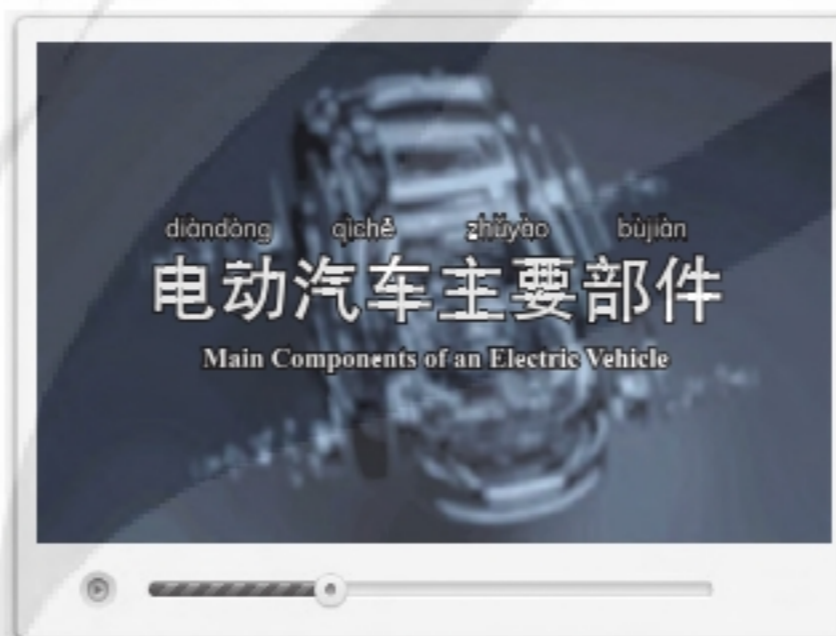 diàndòng qìchē zhǔyào bùjiàn
电动汽车主要部件
Main Components of an Electric Vehicle